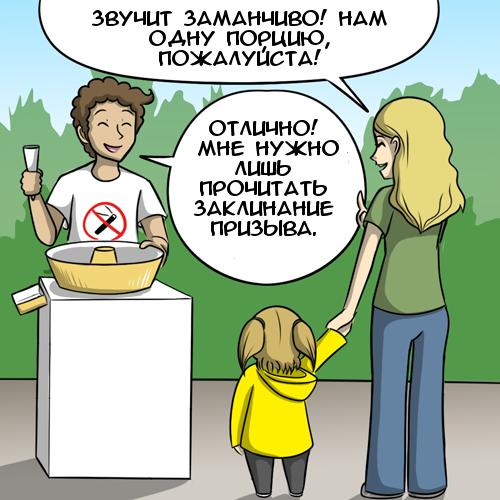 ЗВУЧИТ ЗАМАНЧИВО! НАМ
ОДНУ ПОРЦИЮ,
ПОЖАЛУЙСТА!
ОТЛИЧНО!
МНЕ НУЖНО
ЛИШЬ
ПРОЧИТАТЬ
ЗАКЛИНАНИЕ
ПРИЗЫВА.